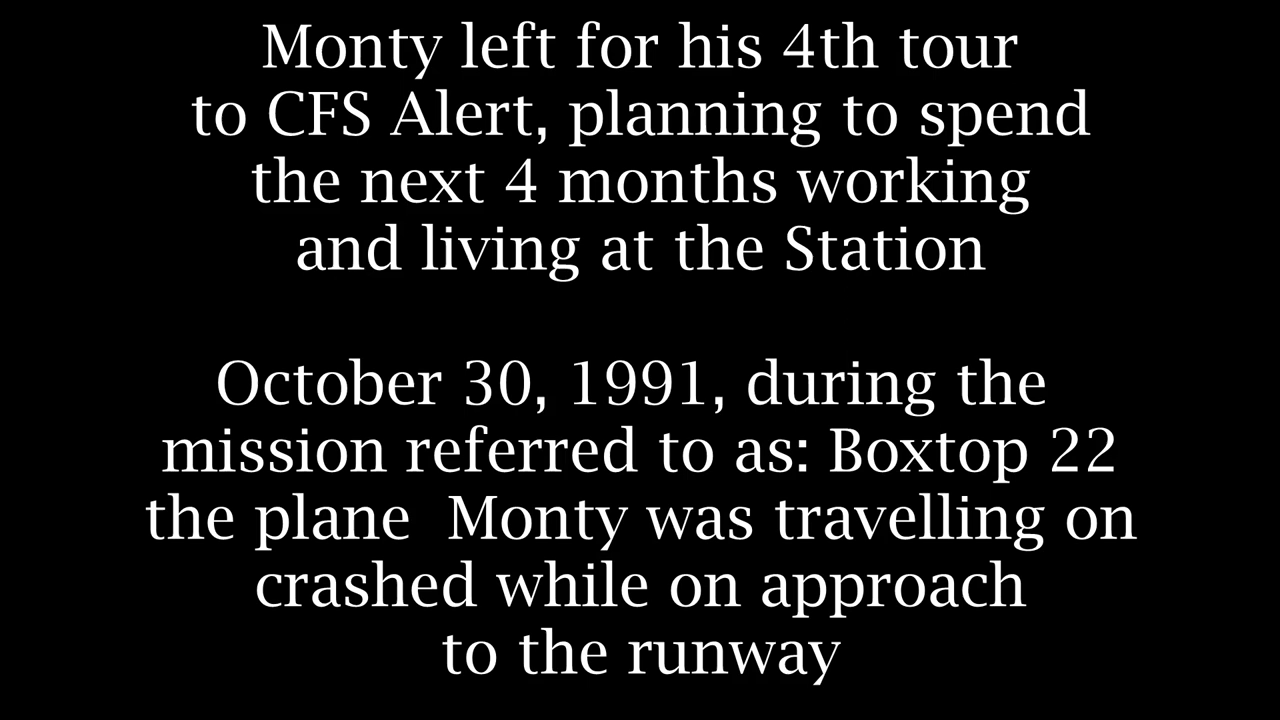 Monty left for his 4th tour
to CFS Alert, planning to spend
the next 4 months working
and living at the Station
October 30, 1991, during the
mission referred to as: Boxtop 22
the plane  Monty was travelling on
crashed while on approach
to the runway